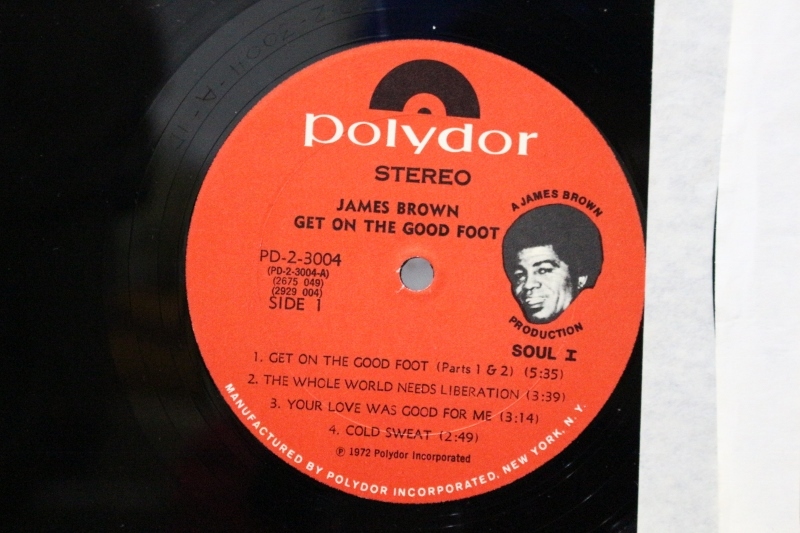 polydor
STEREO
JAMES BROWN
GET ON THE GOOD FOOT
A JAMES BROWN
PRODUCTION
SOUL I
PD-2-3004
(PD-2-3004-A)
(2675 049)
(2929 004)
SIDE 1
1. GET ON THE GOOD FOOT (Parts 1 & 2) (5:35)
2. THE WHOLE WORLD NEEDS LIBERATION (3:39)
3. YOUR LOVE WAS GOOD FOR ME (3:14)
4. COLD SWEAT (2:49)
℗ 1972 Polydor Incorporated
MANUFACTURED BY POLYDOR INCORPORATED, NEW YORK, N.Y.